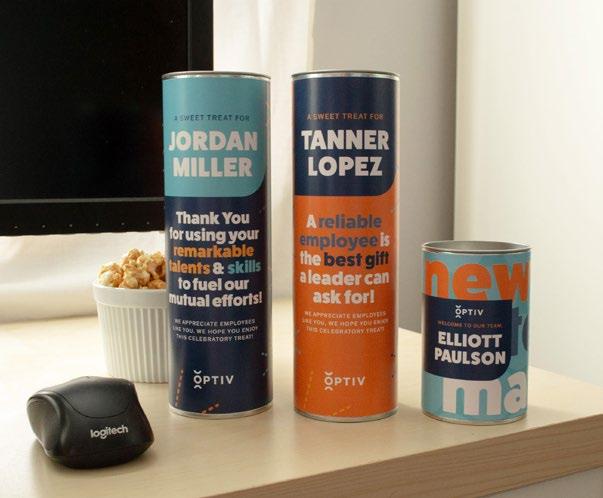 A SWEET TREAT FOR
JORDAN
MILLER
Thank You
for using your
remarkable
talents & skills
to fuel our
mutual efforts!
WE APPRECIATE EMPLOYEES
LIKE YOU, WE HOPE YOU ENJOY
THIS CELEBRATORY TREAT!
OPTIV
A SWEET TREAT FOR
TANNER
LOPEZ
A reliable
employee is
the best gift
a leader can
ask for!
WE APPRECIATE EMPLOYEES
LIKE YOU, WE HOPE YOU ENJOY
THIS CELEBRATORY TREAT!
OPTIV
new
OPTIV
WELCOME TO OUR TEAM,
ELLIOTT
PAULSON
ma
logitech